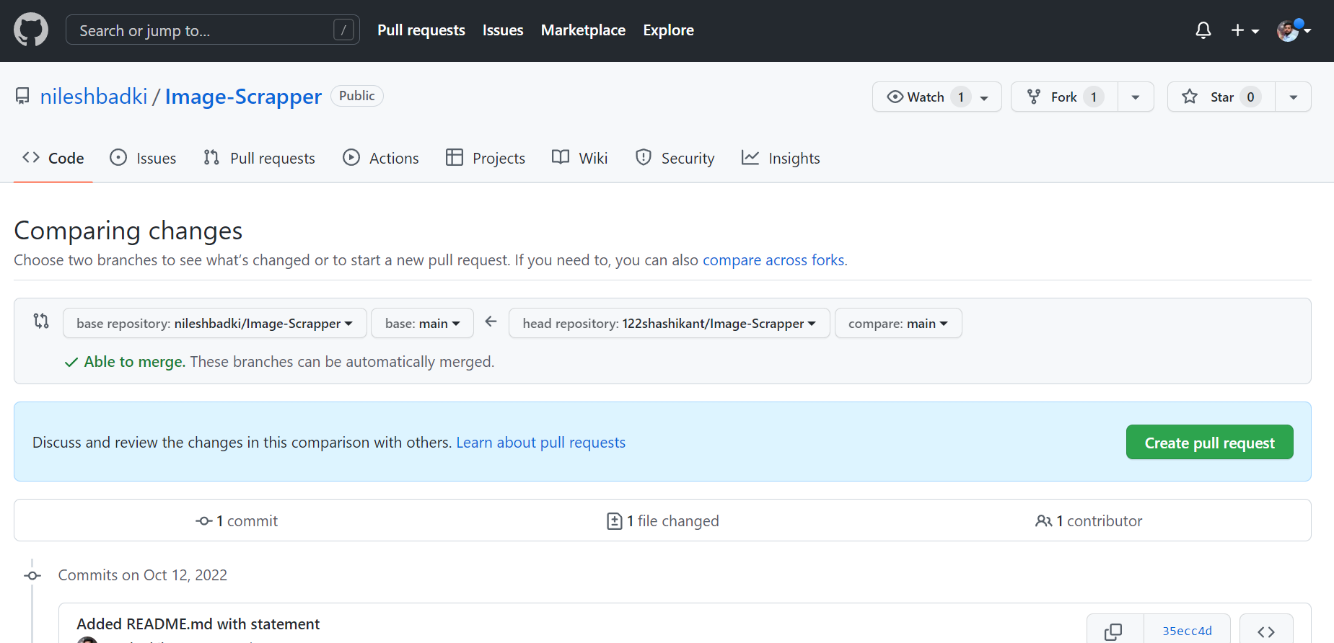 Search or jump to... / Pull requests Issues Marketplace Explore
nileshbadki / Image-Scrapper Public Watch 1 Fork 1 Star 0
Code Issues Pull requests Actions Projects Wiki Security Insights
Comparing changes
Choose two branches to see what's changed or to start a new pull request. If you need to, you can also compare across forks.
base repository: nileshbadki/Image-Scrapper base: main head repository: 122shashikant/Image-Scrapper compare: main
Able to merge. These branches can be automatically merged.
Discuss and review the changes in this comparison with others. Learn about pull requests Create pull request
1 commit 1 file changed 1 contributor
Commits on Oct 12, 2022
Added README.md with statement 35ecc4d